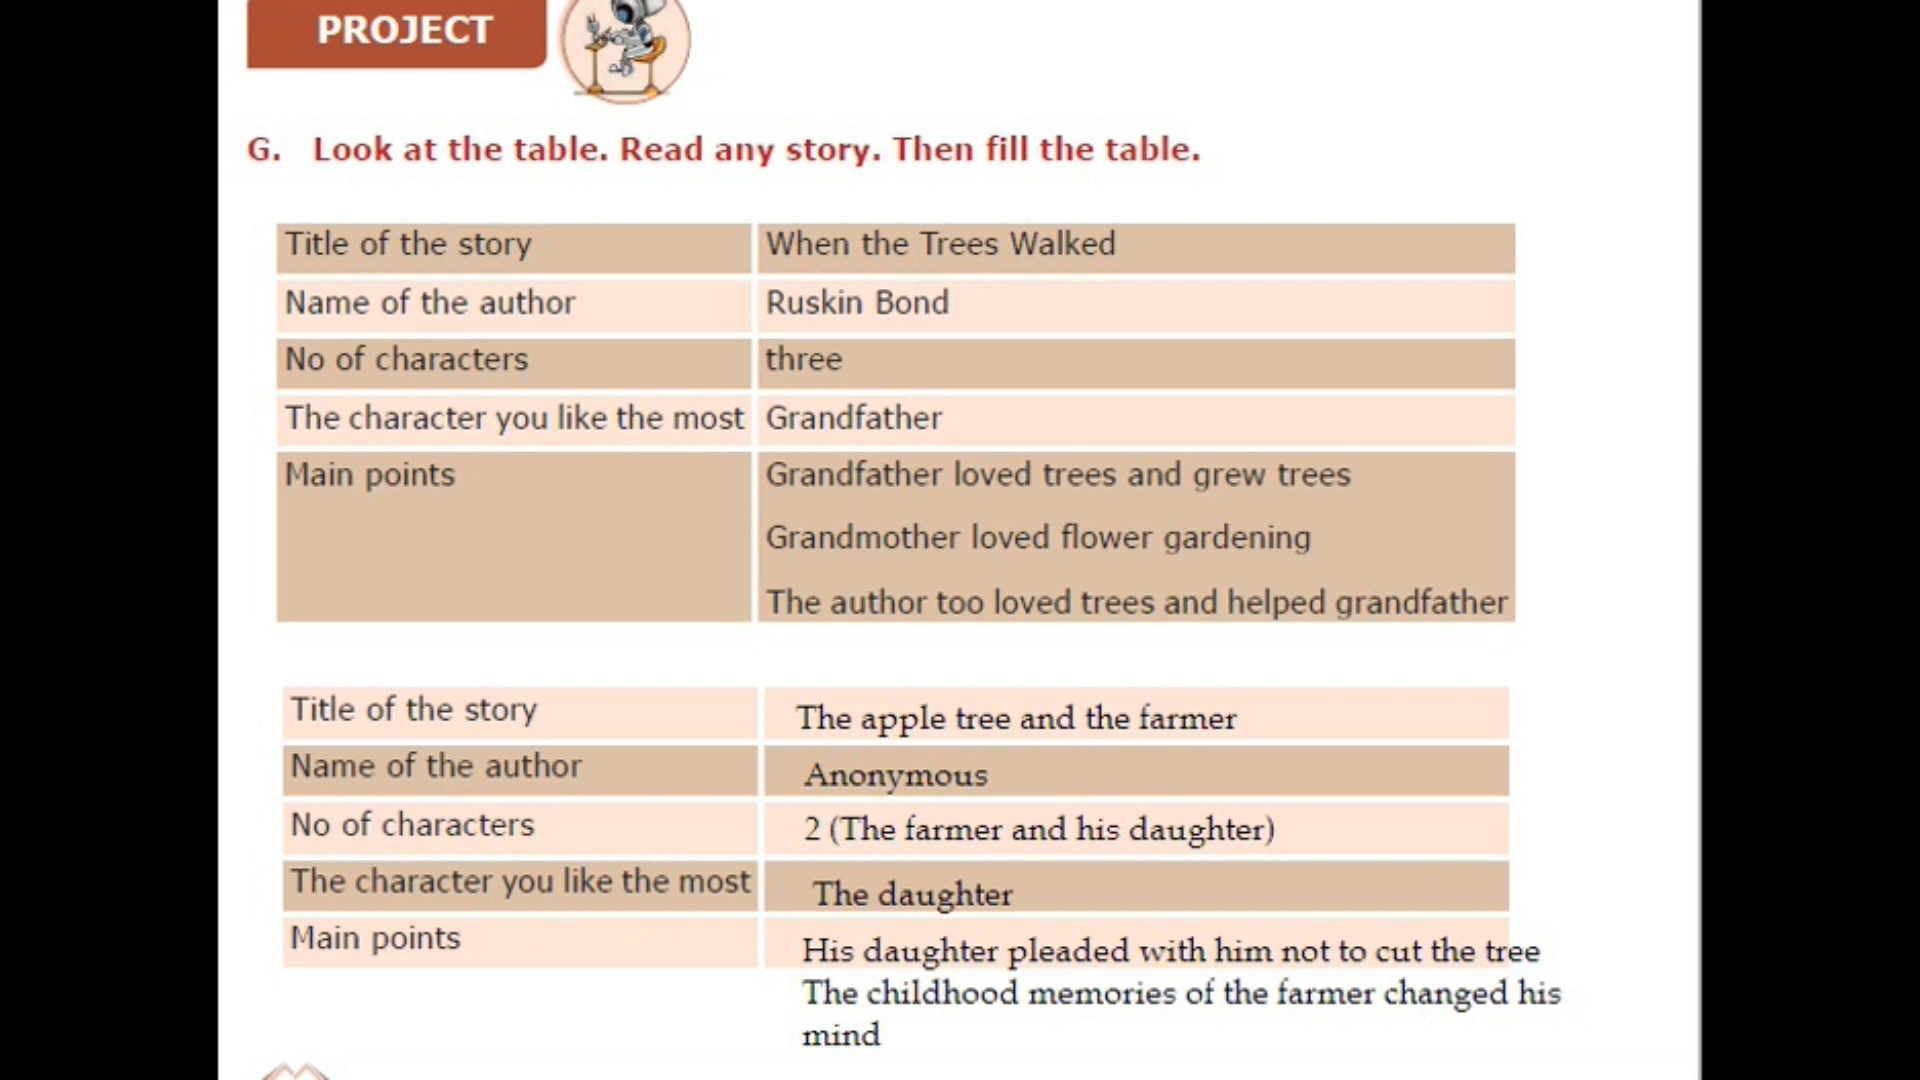 PROJECT
G. Look at the table. Read any story. Then fill the table.
Title of the story When the Trees Walked
Name of the author Ruskin Bond
No of characters three
The character you like the most Grandfather
Main points Grandfather loved trees and grew trees
Grandmother loved flower gardening
The author too loved trees and helped grandfather
Title of the story The apple tree and the farmer
Name of the author Anonymous
No of characters 2 (The farmer and his daughter)
The character you like the most The daughter
Main points His daughter pleaded with him not to cut the tree
The childhood memories of the farmer changed his
mind